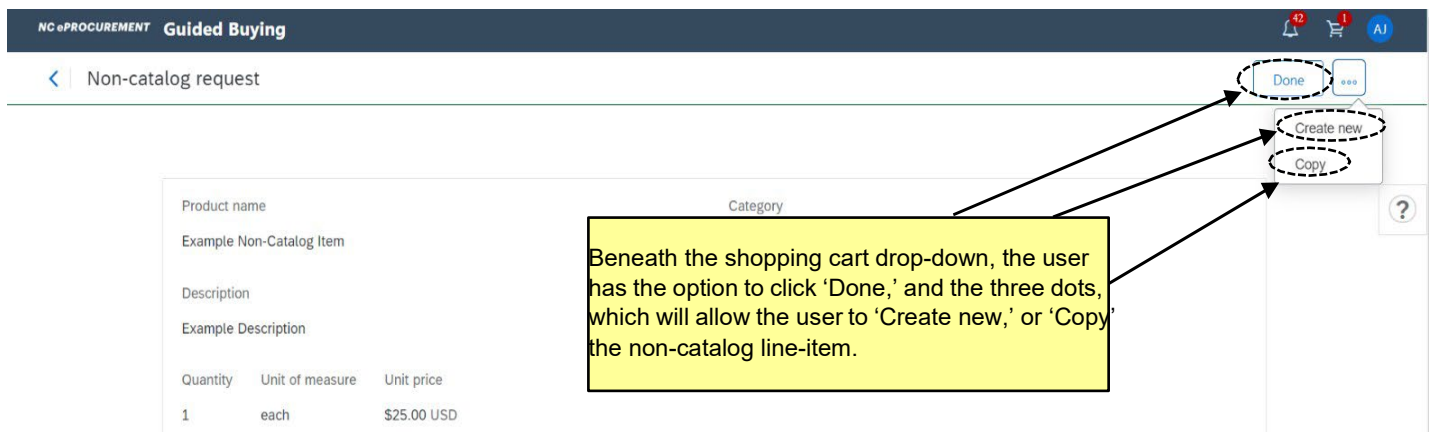 NC ePROCUREMENT Guided Buying
42
1
AJ
Non-catalog request
Done
Create new
Copy
Product name
Category
?
Example Non-Catalog Item
Beneath the shopping cart drop-down, the user
has the option to click ‘Done,’ and the three dots,
which will allow the user to ‘Create new,’ or ‘Copy’
the non-catalog line-item.
Description
Example Description
Quantity Unit of measure Unit price
1 each $25.00 USD